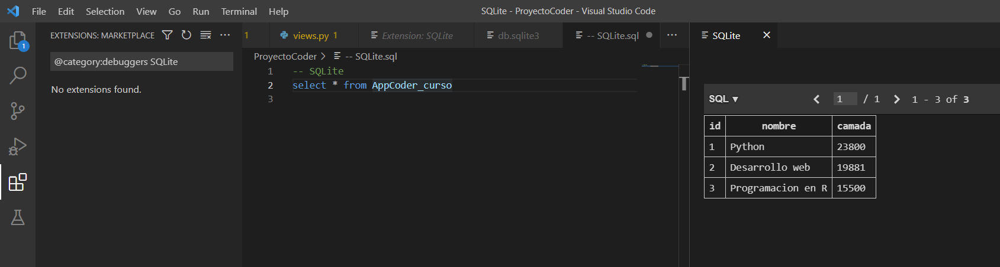 File Edit Selection View Go Run Terminal Help
SQLite - ProyectoCoder - Visual Studio Code
1
EXTENSIONS: MARKETPLACE
@category:debuggers SQLite
No extensions found.
1 views.py 1 Extension: SQLite db.sqlite3 -- SQLite.sql
ProyectoCoder > -- SQLite.sql
1 -- SQLite
2 select * from AppCoder_curso
3
SQLite
SQL ▼ < 1 / 1 > 1 - 3 of 3
id nombre camada
1 Python 23800
2 Desarrollo web 19881
3 Programacion en R 15500